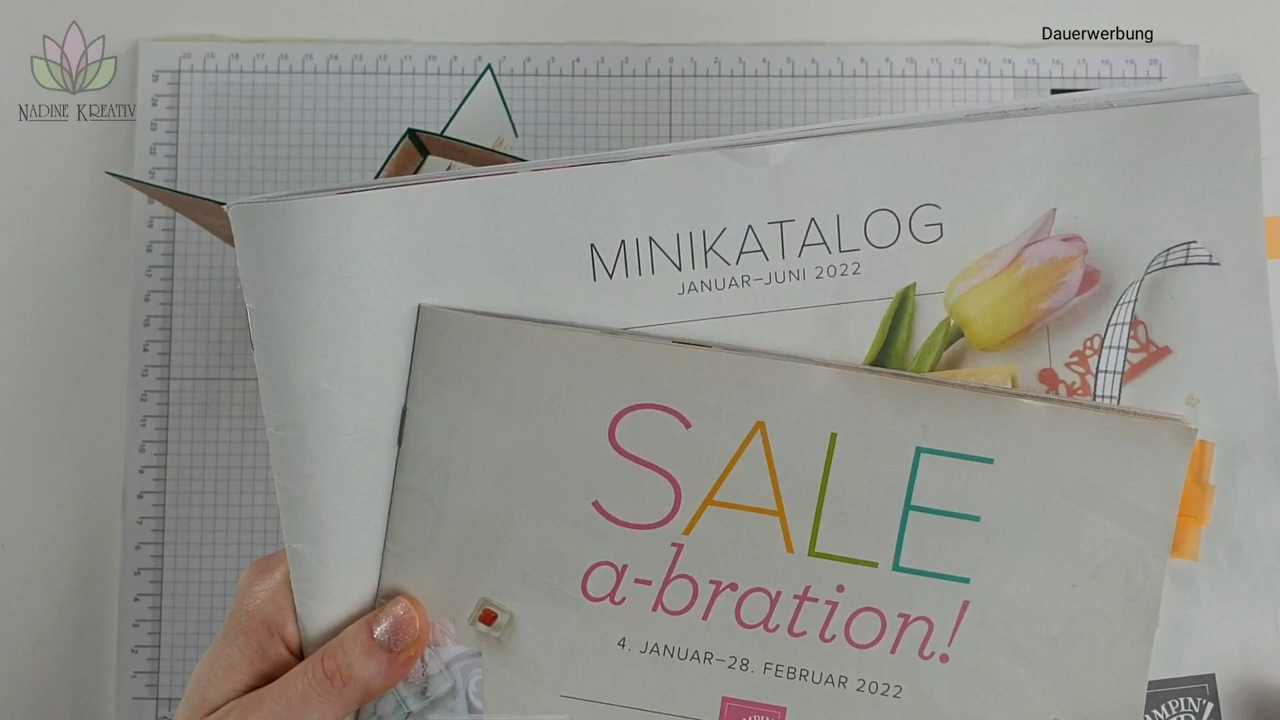 Dauerwerbung
NADINE KREATIV
MINIKATALOG
JANUAR–JUNI 2022
SALE
a-bration!
4. JANUAR–28. FEBRUAR 2022